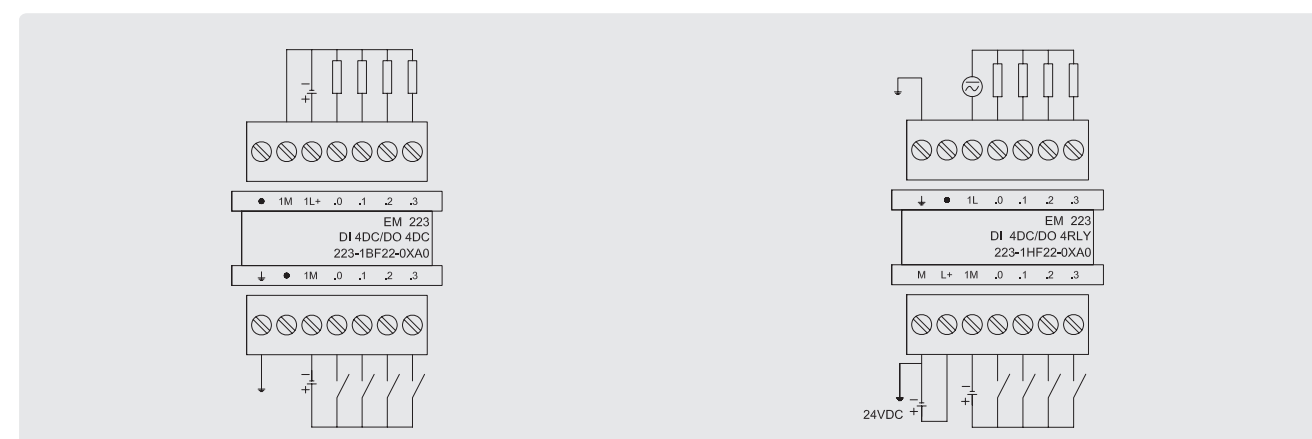 − +
1M 1L+ .0 .1 .2 .3
EM 223
DI 4DC/DO 4DC
223-1BF22-0XA0
1M .0 .1 .2 .3
− +
1L .0 .1 .2 .3
EM 223
DI 4DC/DO 4RLY
223-1HF22-0XA0
M L+ 1M .0 .1 .2 .3
− +
24VDC − +